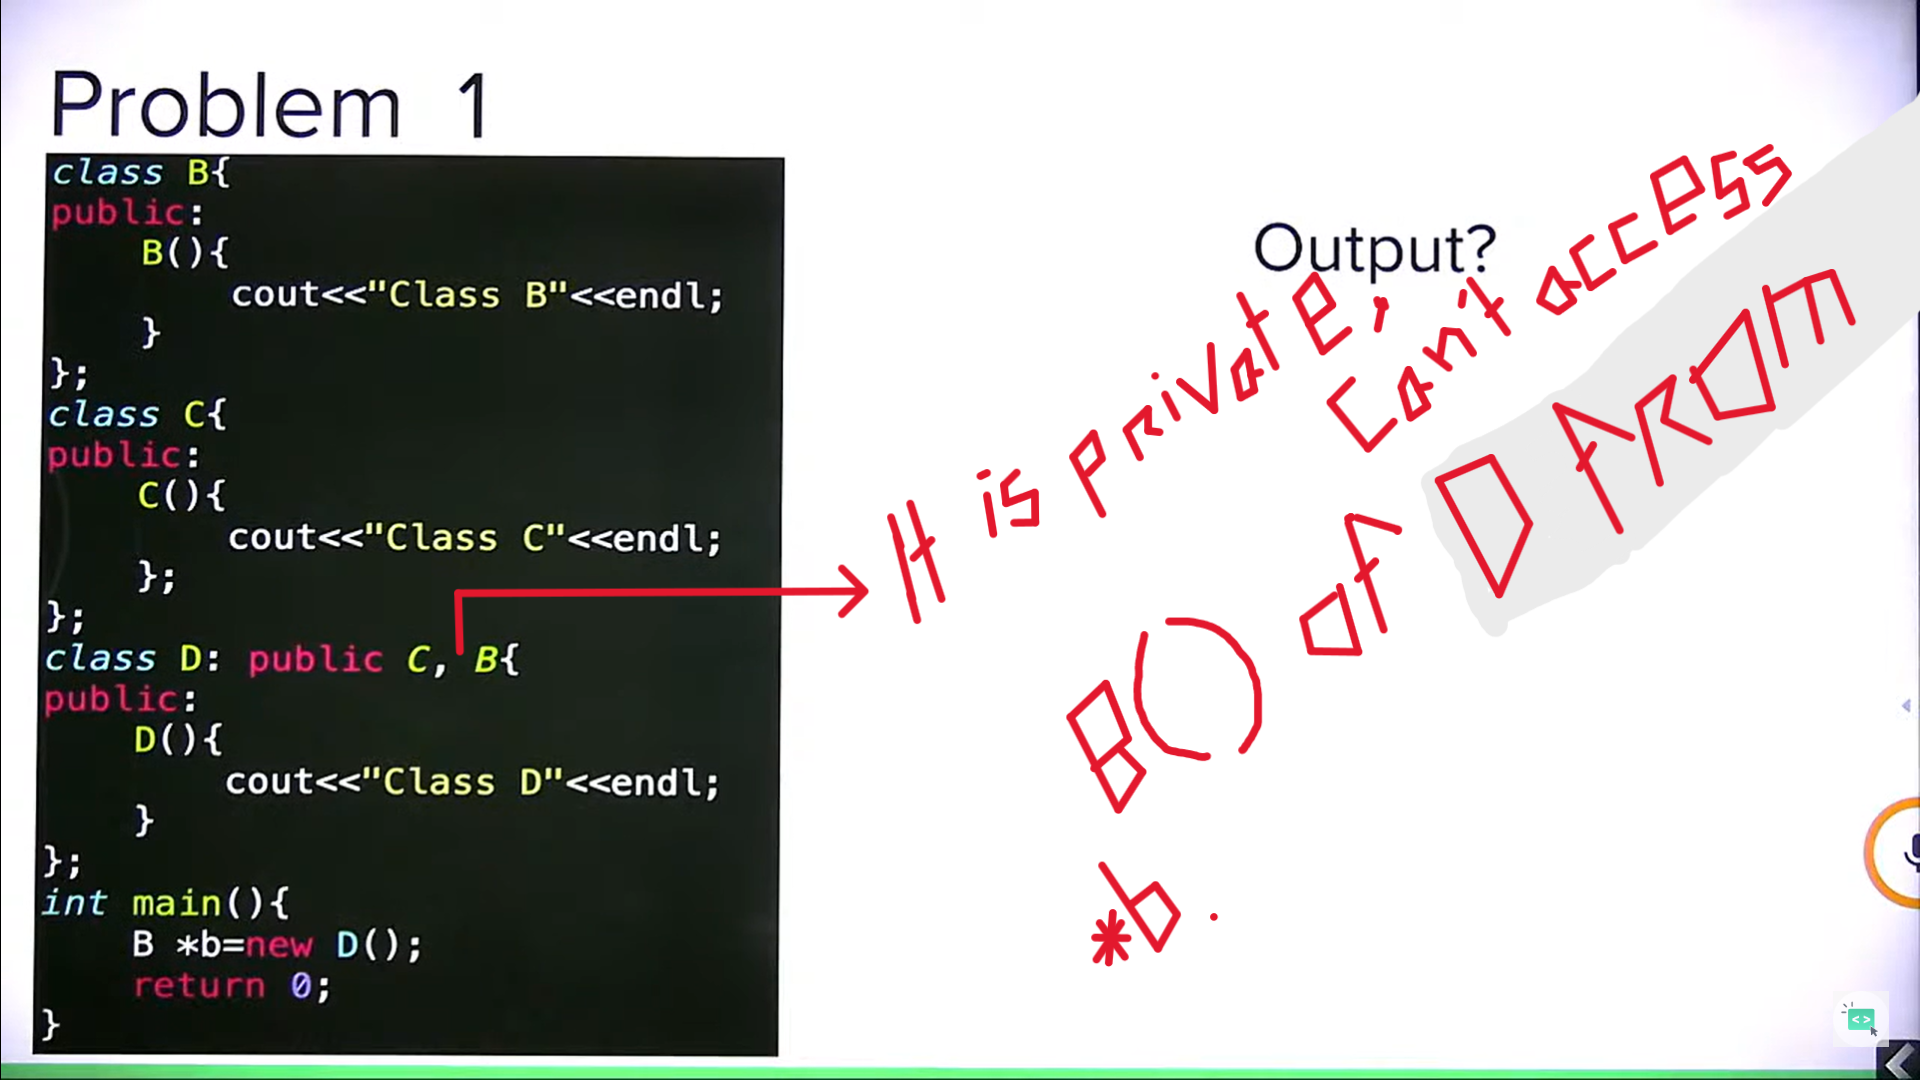 Problem 1
class B{
public:
B(){
cout<<"Class B"<<endl;
}
};
class C{
public:
C(){
cout<<"Class C"<<endl;
};
};
class D: public C, B{
public:
D(){
cout<<"Class D"<<endl;
}
};
int main(){
B *b=new D();
return 0;
}
Output?
It is private, can't access
B() of D from
*b.
<>